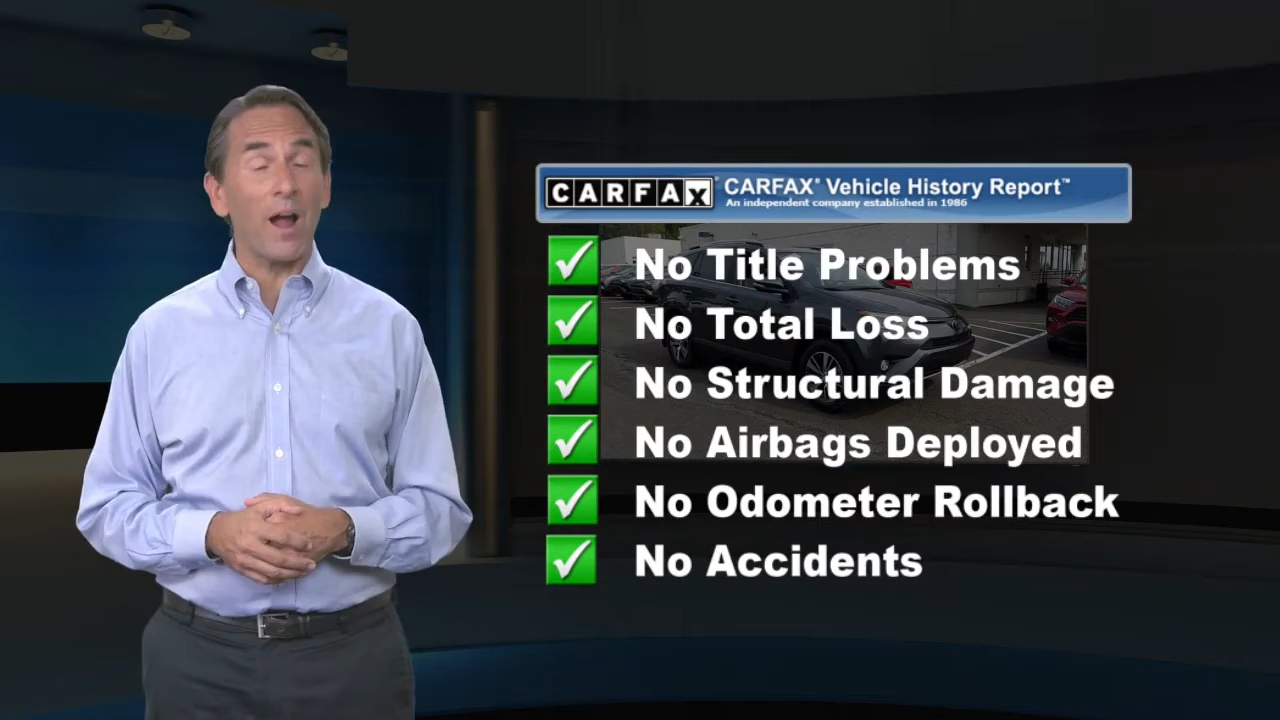 CARFAX® CARFAX® Vehicle History Report™
An independent company established in 1986
No Title Problems
No Total Loss
No Structural Damage
No Airbags Deployed
No Odometer Rollback
No Accidents